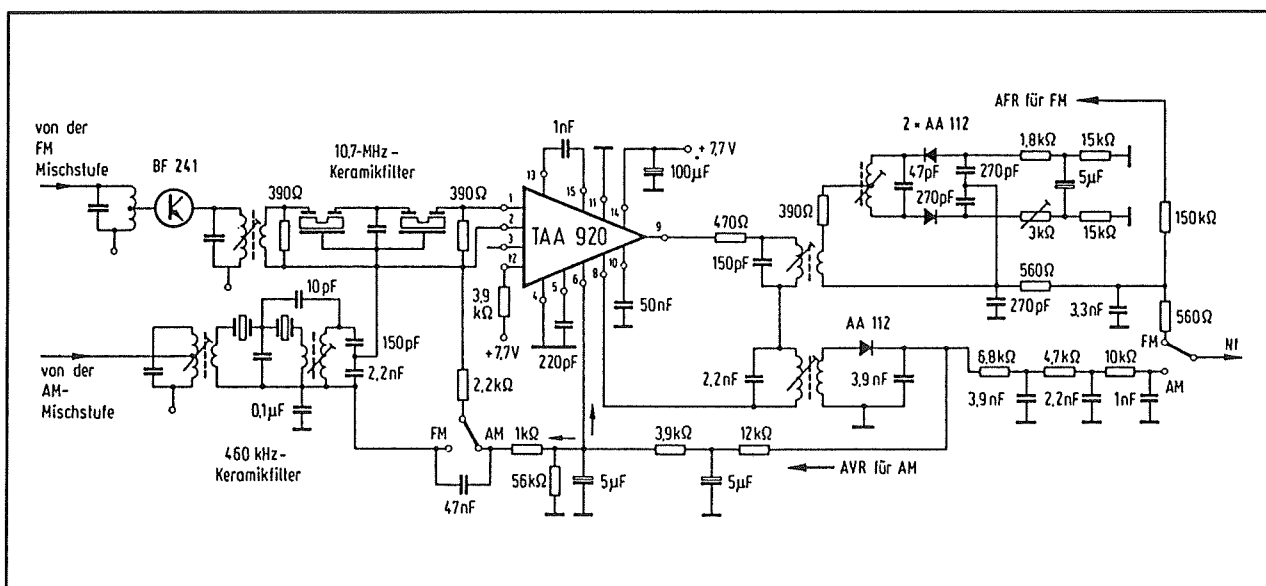 AFR für FM
2 × AA 112
von der
FM
Mischstufe
BF 241
10,7-MHz-
Keramikfilter
390Ω
390Ω
1nF
13
15
11
14
100μF
+ 7,7V
1
2
3
12
TAA 920
9
4
5
6
8
10
3,9
kΩ
+7,7V
220pF
50nF
470Ω
150pF
390Ω
47pF
270pF
270pF
1,8kΩ
15kΩ
5μF
3kΩ
15kΩ
150kΩ
560Ω
270pF
3,3nF
560Ω
FM
Nf
AM
10pF
150pF
2,2nF
von der
AM-
Mischstufe
0,1μF
460 kHz-
Keramikfilter
2,2kΩ
FM
AM
47nF
1kΩ
56kΩ
5μF
3,9kΩ
5μF
12kΩ
AVR für AM
2,2nF
AA 112
3,9nF
6,8kΩ
3,9nF
4,7kΩ
2,2nF
10kΩ
1nF